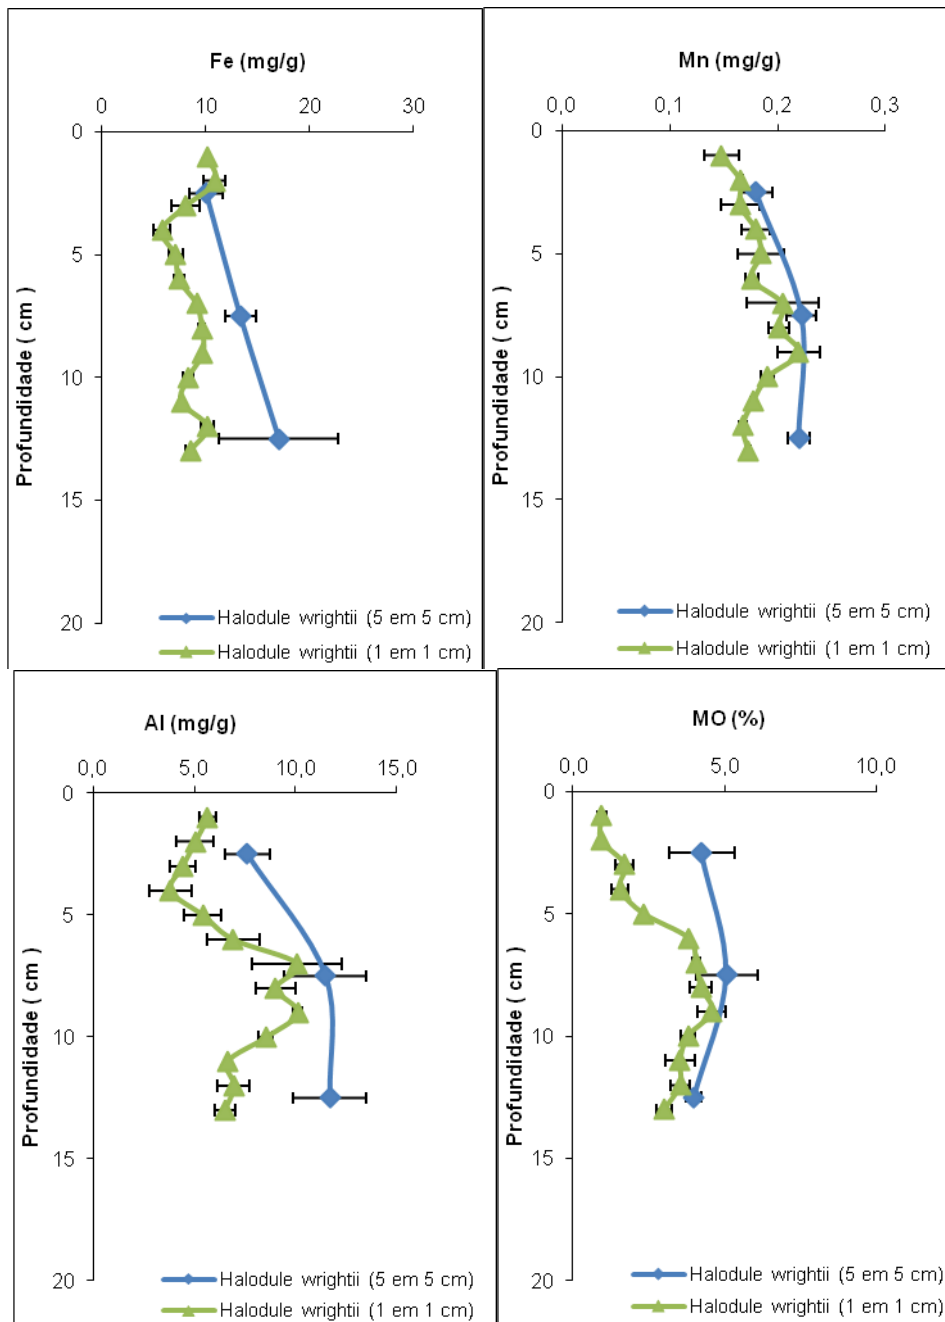 Fe (mg/g)
0 10 20 30
0
5
10
15
20
Profundidade ( cm )
Halodule wrightii (5 em 5 cm)
Halodule wrightii (1 em 1 cm)
Mn (mg/g)
0,0 0,1 0,2 0,3
0
5
10
15
20
Profundidade ( cm )
Halodule wrightii (5 em 5 cm)
Halodule wrightii (1 em 1 cm)
Al (mg/g)
0,0 5,0 10,0 15,0
0
5
10
15
20
Profundidade ( cm )
Halodule wrightii (5 em 5 cm)
Halodule wrightii (1 em 1 cm)
MO (%)
0,0 5,0 10,0
0
5
10
15
20
Profundidade ( cm )
Halodule wrightii (5 em 5 cm)
Halodule wrightii (1 em 1 cm)